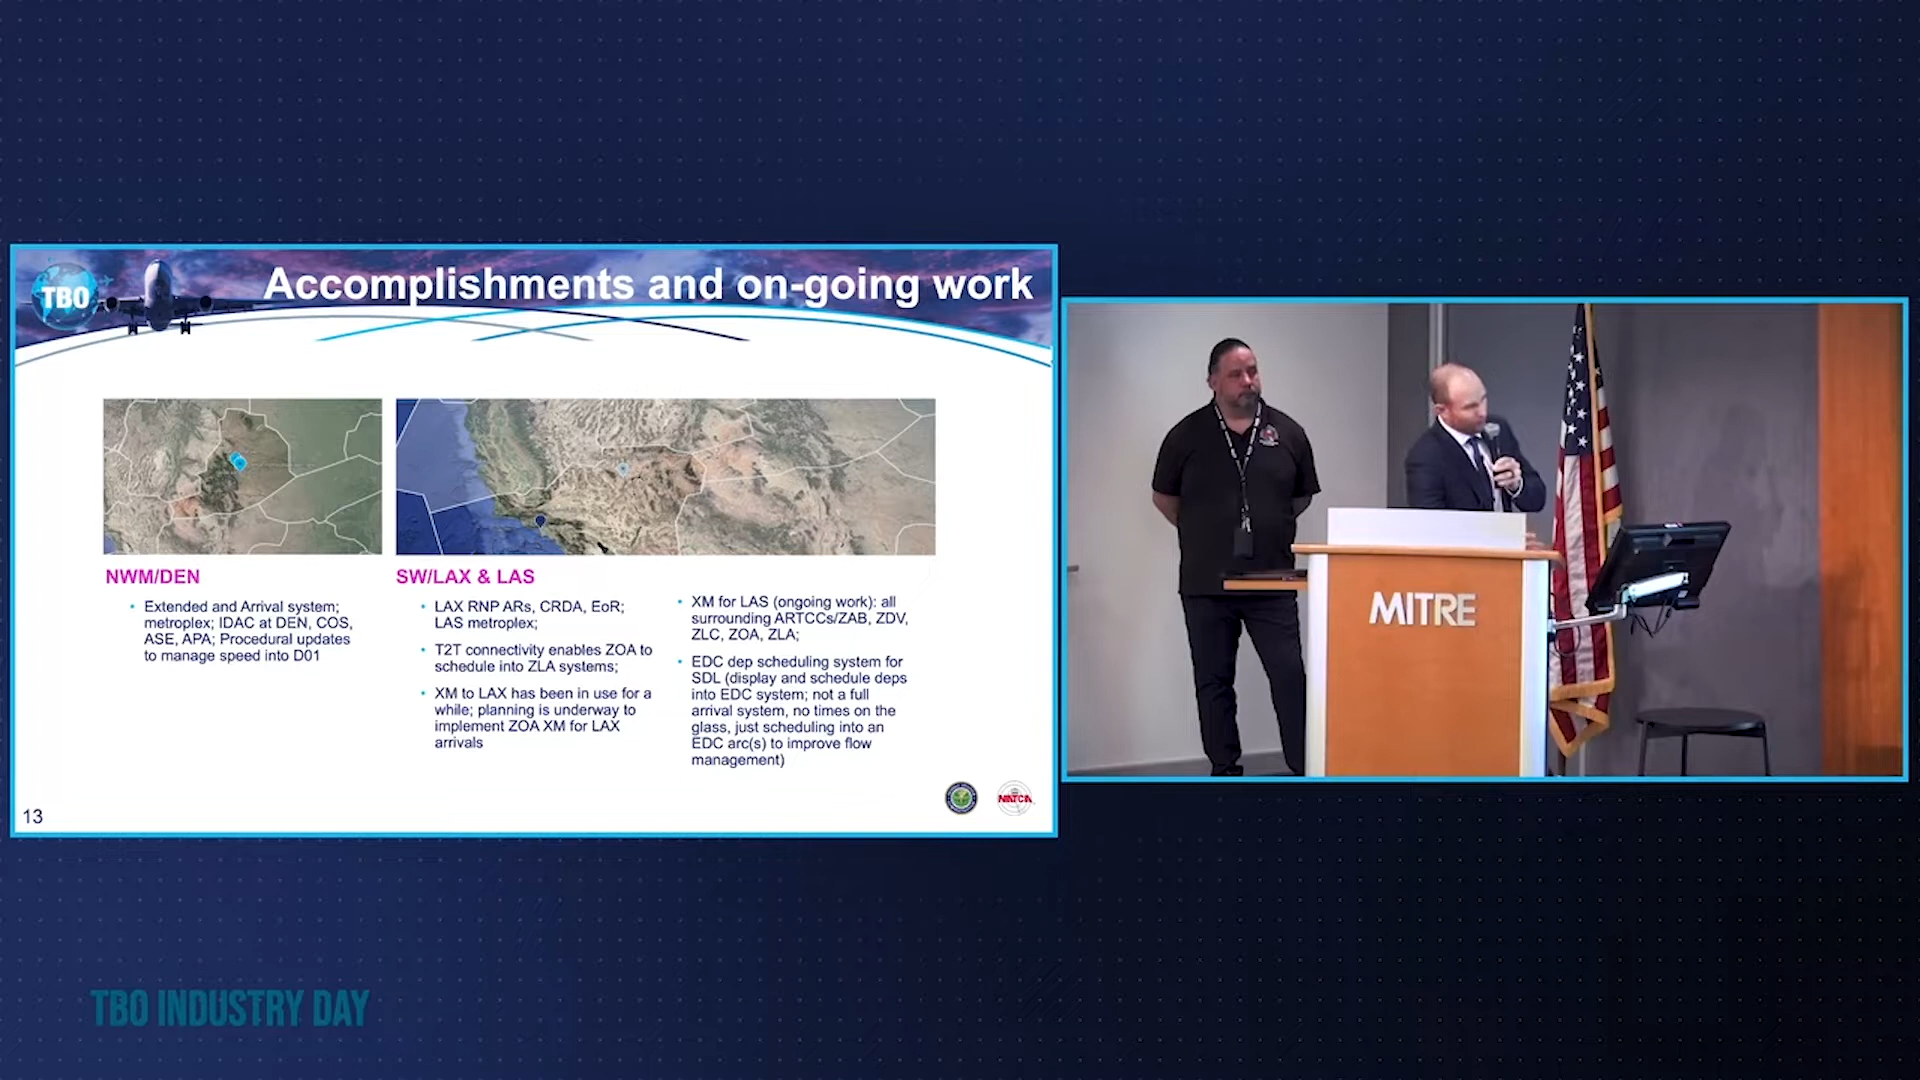 TBO
Accomplishments and on-going work
NWM/DEN
• Extended and Arrival system;
metroplex; IDAC at DEN, COS,
ASE, APA; Procedural updates
to manage speed into D01
SW/LAX & LAS
• LAX RNP ARs, CRDA, EoR;
LAS metroplex;
• T2T connectivity enables ZOA to
schedule into ZLA systems;
• XM to LAX has been in use for a
while; planning is underway to
implement ZOA XM for LAX
arrivals
• XM for LAS (ongoing work): all
surrounding ARTCCs/ZAB, ZDV,
ZLC, ZOA, ZLA;
• EDC dep scheduling system for
SDL (display and schedule deps
into EDC system; not a full
arrival system, no times on the
glass, just scheduling into an
EDC arc(s) to improve flow
management)
NATCA
13
MITRE
TBO INDUSTRY DAY